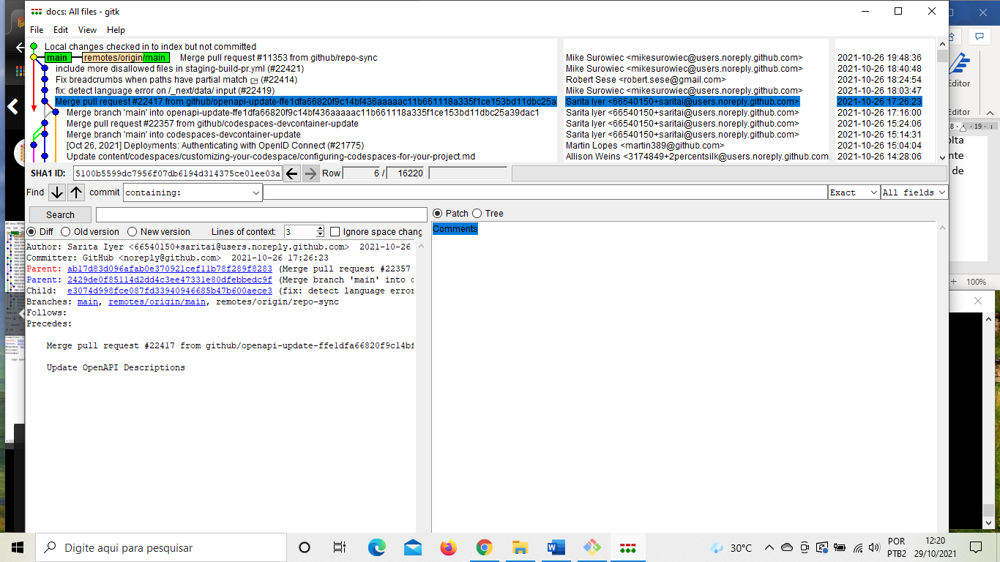 docs: All files - gitk
File Edit View Help
Local changes checked in to index but not committed
main remotes/origin/main Merge pull request #11353 from github/repo-sync Mike Surowiec <mikesurowiec@users.noreply.github.com> 2021-10-26 19:48:36
include more disallowed files in staging-build-pr.yml (#22421) Mike Surowiec <mikesurowiec@users.noreply.github.com> 2021-10-26 18:40:48
Fix breadcrumbs when paths have partial match (#22414) Robert Sese <robert.sese@gmail.com> 2021-10-26 18:24:54
fix: detect language error on /_next/data/ input (#22419) Mike Surowiec <mikesurowiec@users.noreply.github.com> 2021-10-26 18:03:47
Merge pull request #22417 from github/openapi-update-ffe1dfa66820f9c14bf436aaaaac11b661118a335f1ce153bd11dbc25a Sarita Iyer <66540150+saritai@users.noreply.github.com> 2021-10-26 17:26:23
Merge branch 'main' into openapi-update-ffe1dfa66820f9c14bf436aaaaac11b661118a335f1ce153bd11dbc25a39dac1 Sarita Iyer <66540150+saritai@users.noreply.github.com> 2021-10-26 17:16:00
Merge pull request #22357 from github/codespaces-devcontainer-update Sarita Iyer <66540150+saritai@users.noreply.github.com> 2021-10-26 15:24:06
Merge branch 'main' into codespaces-devcontainer-update Sarita Iyer <66540150+saritai@users.noreply.github.com> 2021-10-26 15:14:31
[Oct 26, 2021] Deployments: Authenticating with OpenID Connect (#21775) Martin Lopes <martin389@github.com> 2021-10-26 15:04:04
Update content/codespaces/customizing-your-codespace/configuring-codespaces-for-your-project.md Allison Weins <3174849+2percentsilk@users.noreply.github.com 2021-10-26 14:28:06
SHA1 ID: 5100b5599dc7956f07db6194d314375ce01ee03a Row 6 / 16220
Find commit containing: Exact All fields
Search
Patch Tree
Diff Old version New version Lines of context: 3 Ignore space chang
Comments
Author: Sarita Iyer <66540150+saritai@users.noreply.github.com> 2021-10-26
Committer: GitHub <noreply@github.com> 2021-10-26 17:26:23
Parent: ab17d83d096afab0e370921cef11b78f289f8283 (Merge pull request #22357
Parent: 2429de0f85114d2dd4c3ee47331e80dfebbedc9f (Merge branch 'main' into
Child: e3074d998fce087fd33940946685b47b600aece3 (fix: detect language error
Branches: main, remotes/origin/main, remotes/origin/repo-sync
Follows:
Precedes:
Merge pull request #22417 from github/openapi-update-ffe1dfa66820f9c14bf
Update OpenAPI Descriptions
Editor
Editor
18 19
olta
nte
de
100%
Digite aqui para pesquisar
30°C
POR
PTB2
12:20
29/10/2021